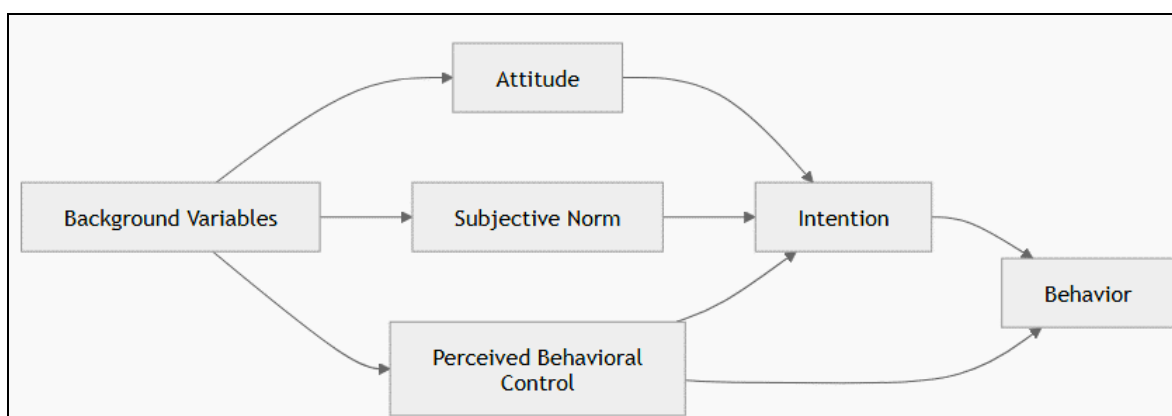 Attitude
Background Variables
Subjective Norm
Intention
Behavior
Perceived Behavioral
Control